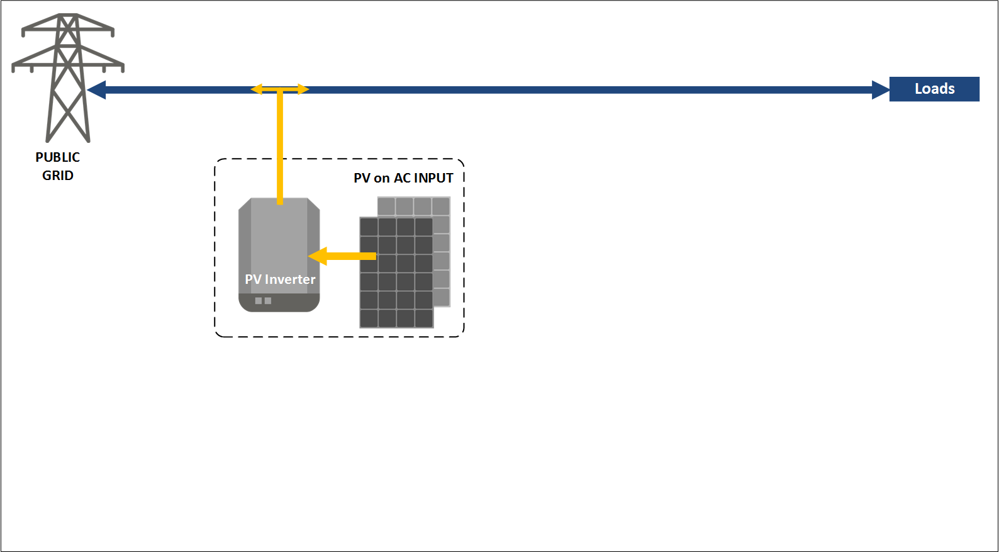 Loads
PUBLIC
GRID
PV on AC INPUT
PV Inverter